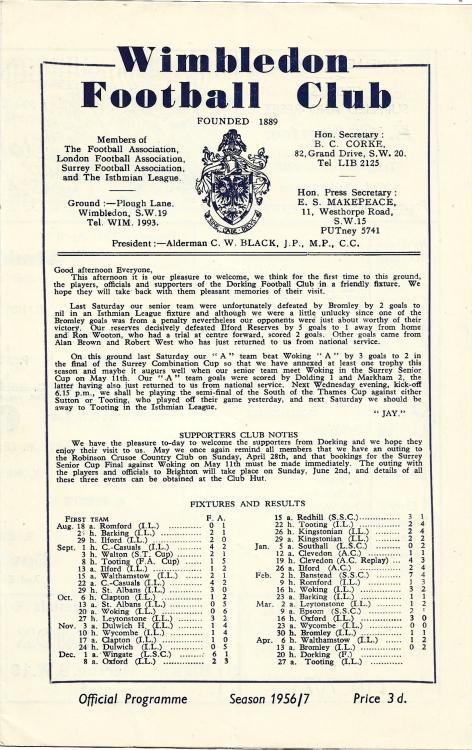 Wimbledon
Football Club
FOUNDED 1889
Members of
The Football Association,
London Football Association,
Surrey Football Association,
and The Isthmian League.
Ground :—Plough Lane.
Wimbledon, S.W.19
Tel. WIM. 1993.
Hon. Secretary :
B. C. CORKE,
82, Grand Drive, S.W. 20.
Tel LIB 2125
Hon. Press Secretary :
E. S. MAKEPEACE,
11, Westhorpe Road,
S.W.15
PUTney 5741
President :—Alderman C. W. BLACK, J.P., M.P., C.C.
Good afternoon Everyone,
This afternoon it is our pleasure to welcome, we think for the first time to this ground,
the players, officials and supporters of the Dorking Football Club in a friendly fixture. We
hope they will take back with them pleasant memories of their visit.
Last Saturday our senior team were unfortunately defeated by Bromley by 2 goals to
nil in an Isthmian League fixture and although we were a little unlucky since one of the
Bromley goals was from a penalty nevertheless our opponents were just about worthy of their
victory. Our reserves decisively defeated Ilford Reserves by 5 goals to 1 away from home
and Ron Wooton, who had a trial at centre forward, scored 2 goals. Other goals came from
Alan Brown and Robert West who has just returned to us from national service.
On this ground last Saturday our "A" team beat Woking "A" by 3 goals to 2 in
the final of the Surrey Combination Cup so that we have annexed at least one trophy this
season and maybe it augurs well when our senior team meet Woking in the Surrey Senior
Cup on May 11th. Our "A" team goals were scored by Dolding 1 and Markham 2, the
latter having also just returned to us from national service. Next Wednesday evening, kick-off
6.15 p.m., we shall be playing the semi-final of the South of the Thames Cup against either
Sutton or Tooting, who played off their game yesterday, and next Saturday we should be
away to Tooting in the Isthmian League.
"JAY."
SUPPORTERS CLUB NOTES
We have the pleasure to-day to welcome the supporters from Dorking and we hope they
enjoy their visit to us. May we once again remind all members that we have an outing to
the Robinson Crusoe Country Club on Sunday, April 28th, and that bookings for the Surrey
Senior Cup Final against Woking on May 11th must be made immediately. The outing with
the players and officials to Brighton will take place on Sunday, June 2nd, and details of all
these three events can be obtained at the Club Hut.
FIXTURES AND RESULTS
FIRST TEAM F. A.
Aug. 18 a. Romford (I.L.) 0 1
h. Barking (I.L.) 2 1
29 h. Ilford (I.L.) 2 0
Sept. 1 h. C.-Casuals (I.L.) 4 2
3 h. Walton (S.T. Cup) 2 1
8 h. Tooting (F.A. Cup) 1 5
13 a. Ilford (I.L.) 1 2
15 a. Walthamstow (I.L.) 2 1
22 a. C.-Casuals (I.L.) 4 2
29 h. St. Albans (I.L.) 3 0
Oct. 6 h. Clapton (I.L.) 1 2
13 a. St. Albans (I.L.) 0 5
20 a. Woking (I.L.) 0 6
27 h. Leytonstone (I.L.) 3 2
Nov. 3 a. Dulwich H. (I.L.) 1 4
10 h. Wycombe (I.L.) 1 4
17 a. Clapton (I.L.) 1 0
24 h. Dulwich (I.L.) 0 5
Dec. 1 a. Wingate (L.S.C.) 6 1
8 a. Oxford (I.L.) 2 3
15 a. Redhill (S.S.C.) 3 1
22 h. Tooting (I.L.) 2 4
26 h. Kingstonian (I.L.) 2 4
29 a. Kingstonian (I.L.) 2 2
Jan. 5 a. Southall (L.S.C.) 0 2
12 a. Clevedon (A.C.) 1 1
19 h. Clevedon (A.C. Replay) 4 3
26 a. Ilford (A.C.) 2 4
Feb. 2 h. Banstead (S.S.C.) 7 4
9 h. Romford (I.L.) 1 3
16 h. Woking (I.L.) 3 2
23 a. Barking (I.L.) 1 1
Mar. 2 a. Leytonstone (I.L.) 1 2
9 a. Epsom (S.S.C.) 2
16 h. Oxford (I.L.) 3 0
23 a. Wycombe (I.L.) 0 0
30 h. Bromley (I.L.) 1 1
Apr. 6 h. Walthamstow (I.L.) 1 2
13 a. Bromley (I.L.) 0 2
20 h. Dorking (F.)
27 a. Tooting (I.L.)
Official Programme Season 1956/7 Price 3d.